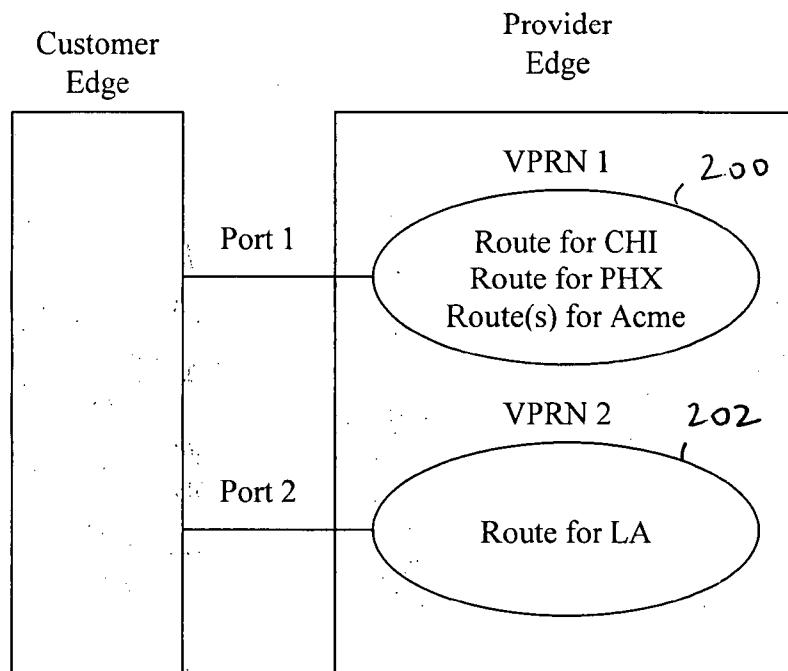 Customer
Edge
Provider
Edge
VPRN 1
200
Port 1
Route for CHI
Route for PHX
Route(s) for Acme
VPRN 2
202
Port 2
Route for LA